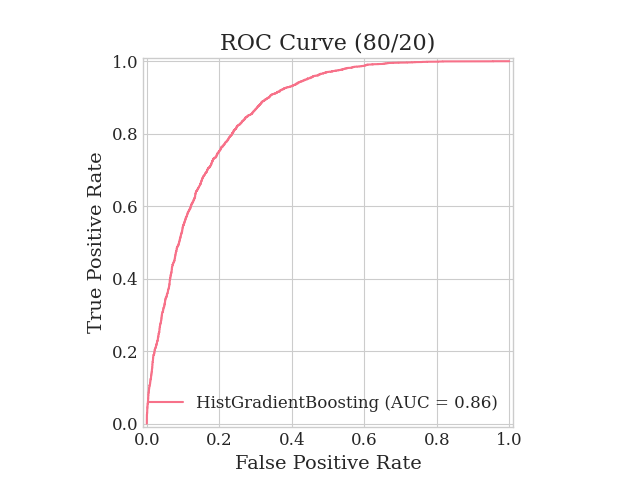 ROC Curve (80/20)
True Positive Rate
1.0
0.8
0.6
0.4
0.2
0.0
HistGradientBoosting (AUC = 0.86)
0.0 0.2 0.4 0.6 0.8 1.0
False Positive Rate